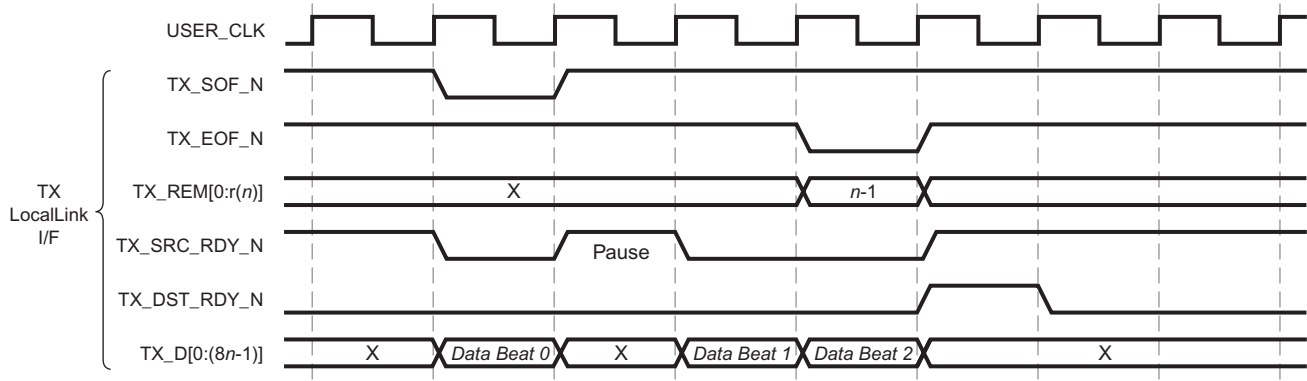 USER_CLK
TX_SOF_N
TX_EOF_N
TX
LocalLink
I/F
TX_REM[0:r(n)] X n-1
TX_SRC_RDY_N Pause
TX_DST_RDY_N
TX_D[0:(8n-1)] X Data Beat 0 X Data Beat 1 Data Beat 2 X